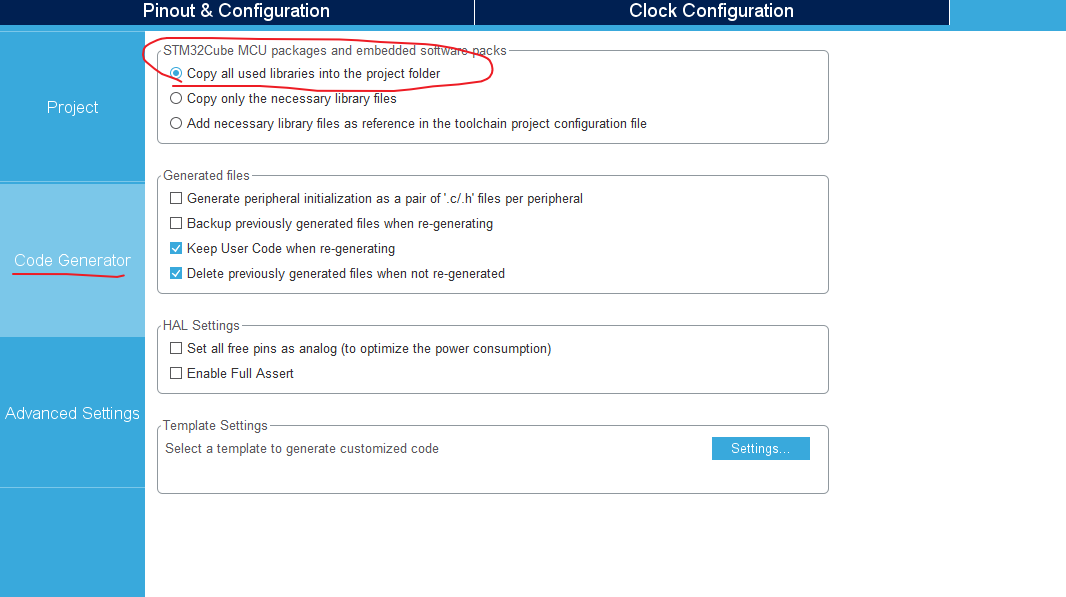 Pinout & Configuration
Clock Configuration
Project
Code Generator
Advanced Settings
STM32Cube MCU packages and embedded software packs
Copy all used libraries into the project folder
Copy only the necessary library files
Add necessary library files as reference in the toolchain project configuration file
Generated files
Generate peripheral initialization as a pair of '.c/.h' files per peripheral
Backup previously generated files when re-generating
Keep User Code when re-generating
Delete previously generated files when not re-generated
HAL Settings
Set all free pins as analog (to optimize the power consumption)
Enable Full Assert
Template Settings
Select a template to generate customized code
Settings...